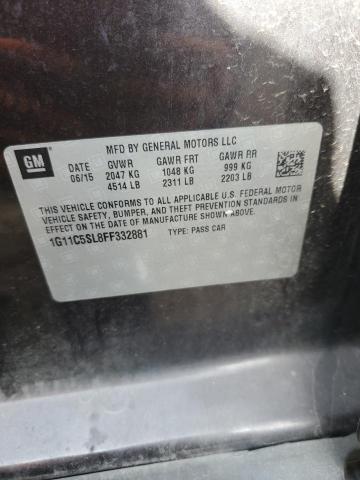 MFD BY GENERAL MOTORS LLC
GM
DATE GVWR GAWR FRT GAWR RR
06/15 2047 KG 1048 KG 999 KG
4514 LB 2311 LB 2203 LB
THIS VEHICLE CONFORMS TO ALL APPLICABLE U.S. FEDERAL MOTOR
VEHICLE SAFETY, BUMPER, AND THEFT PREVENTION STANDARDS IN
EFFECT ON THE DATE OF MANUFACTURE SHOWN ABOVE.
1G11C5SL8FF332881 TYPE: PASS CAR